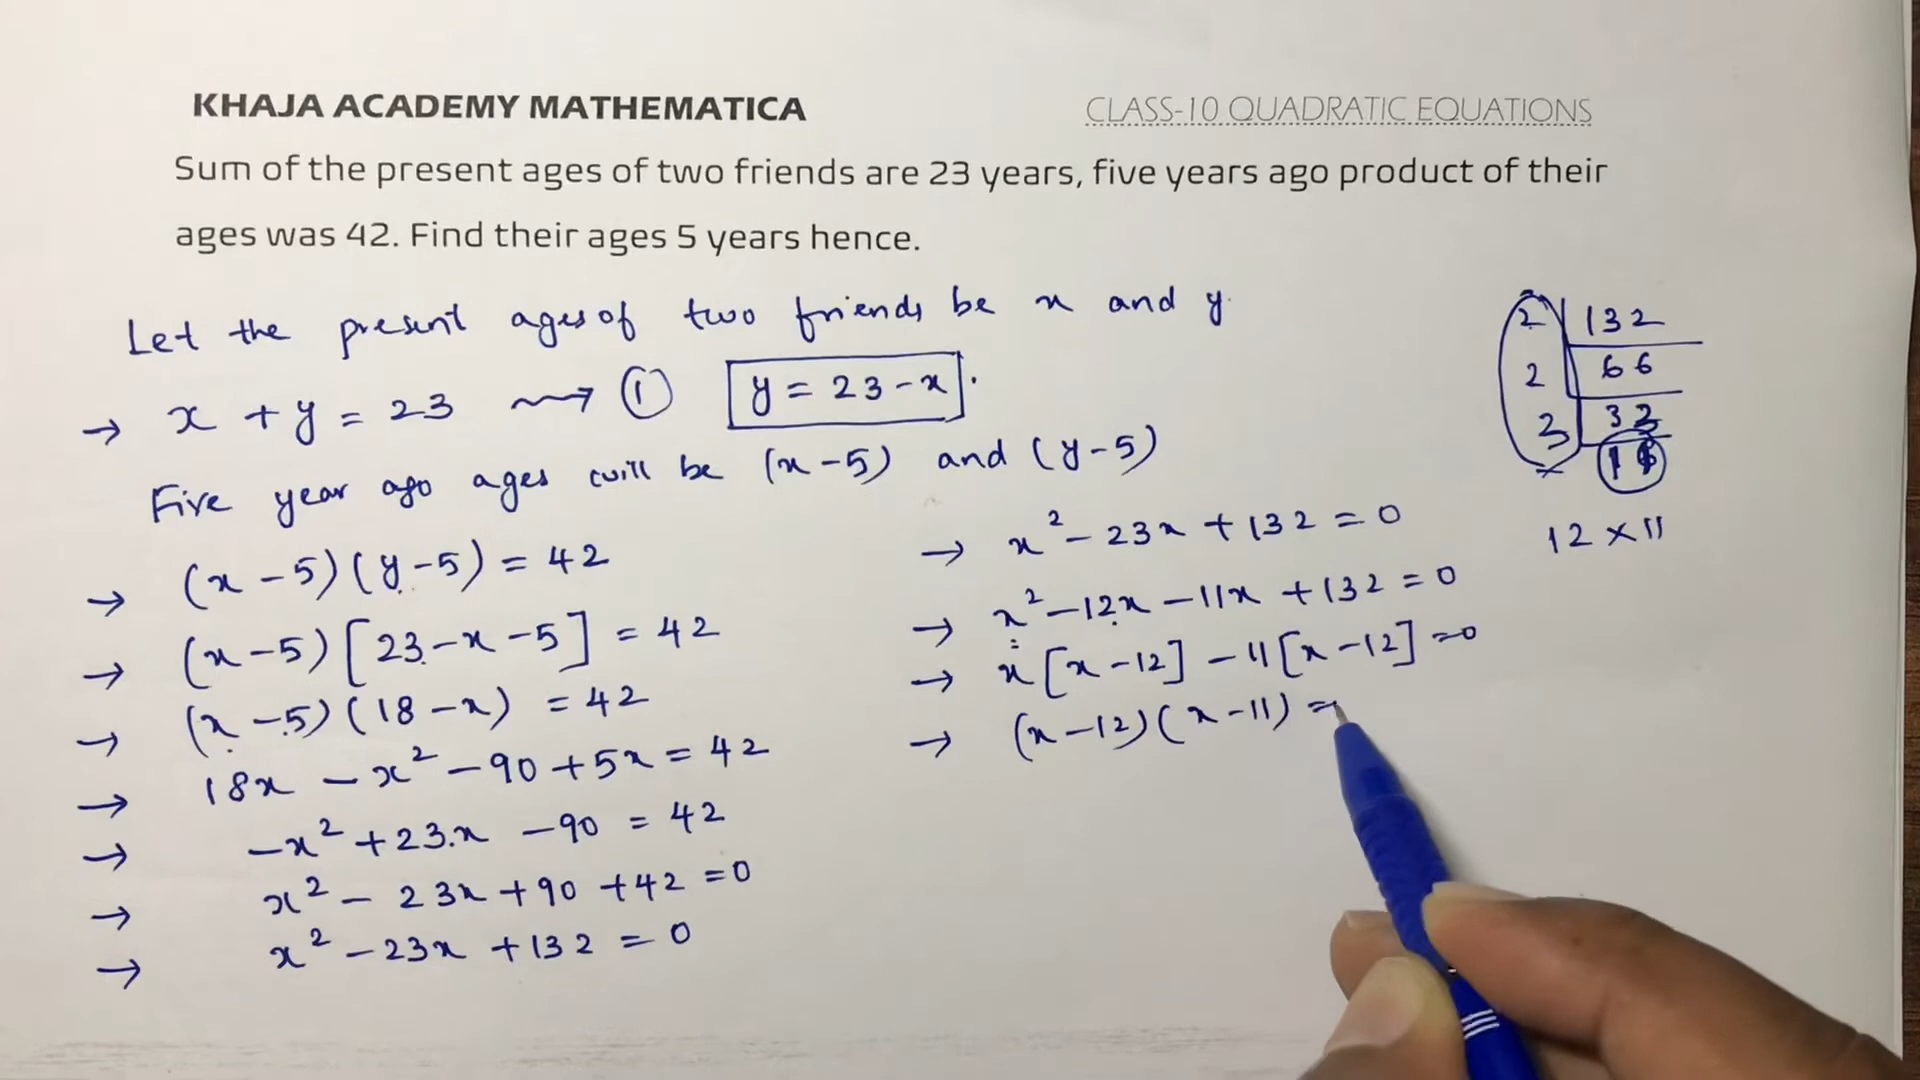 KHAJA ACADEMY MATHEMATICA
CLASS-10 QUADRATIC EQUATIONS
Sum of the present ages of two friends are 23 years, five years ago product of their
ages was 42. Find their ages 5 years hence.
Let the present ages of two friends be x and y.
→ x + y = 23 ⟿ ① y = 23 - x .
Five year ago ages will be (x - 5) and (y - 5)
→ (x - 5) (y - 5) = 42
→ (x - 5) [23 - x - 5] = 42
→ (x - 5) (18 - x) = 42
→ 18x - x² - 90 + 5x = 42
→ -x² + 23x - 90 = 42
→ x² - 23x + 90 + 42 = 0
→ x² - 23x + 132 = 0
→ x² - 23x + 132 = 0
→ x² - 12x - 11x + 132 = 0
→ x [x - 12] - 11 [x - 12] = 0
→ (x - 12) (x - 11) =
2 | 132
2 | 66
3 | 33
11
12 × 11